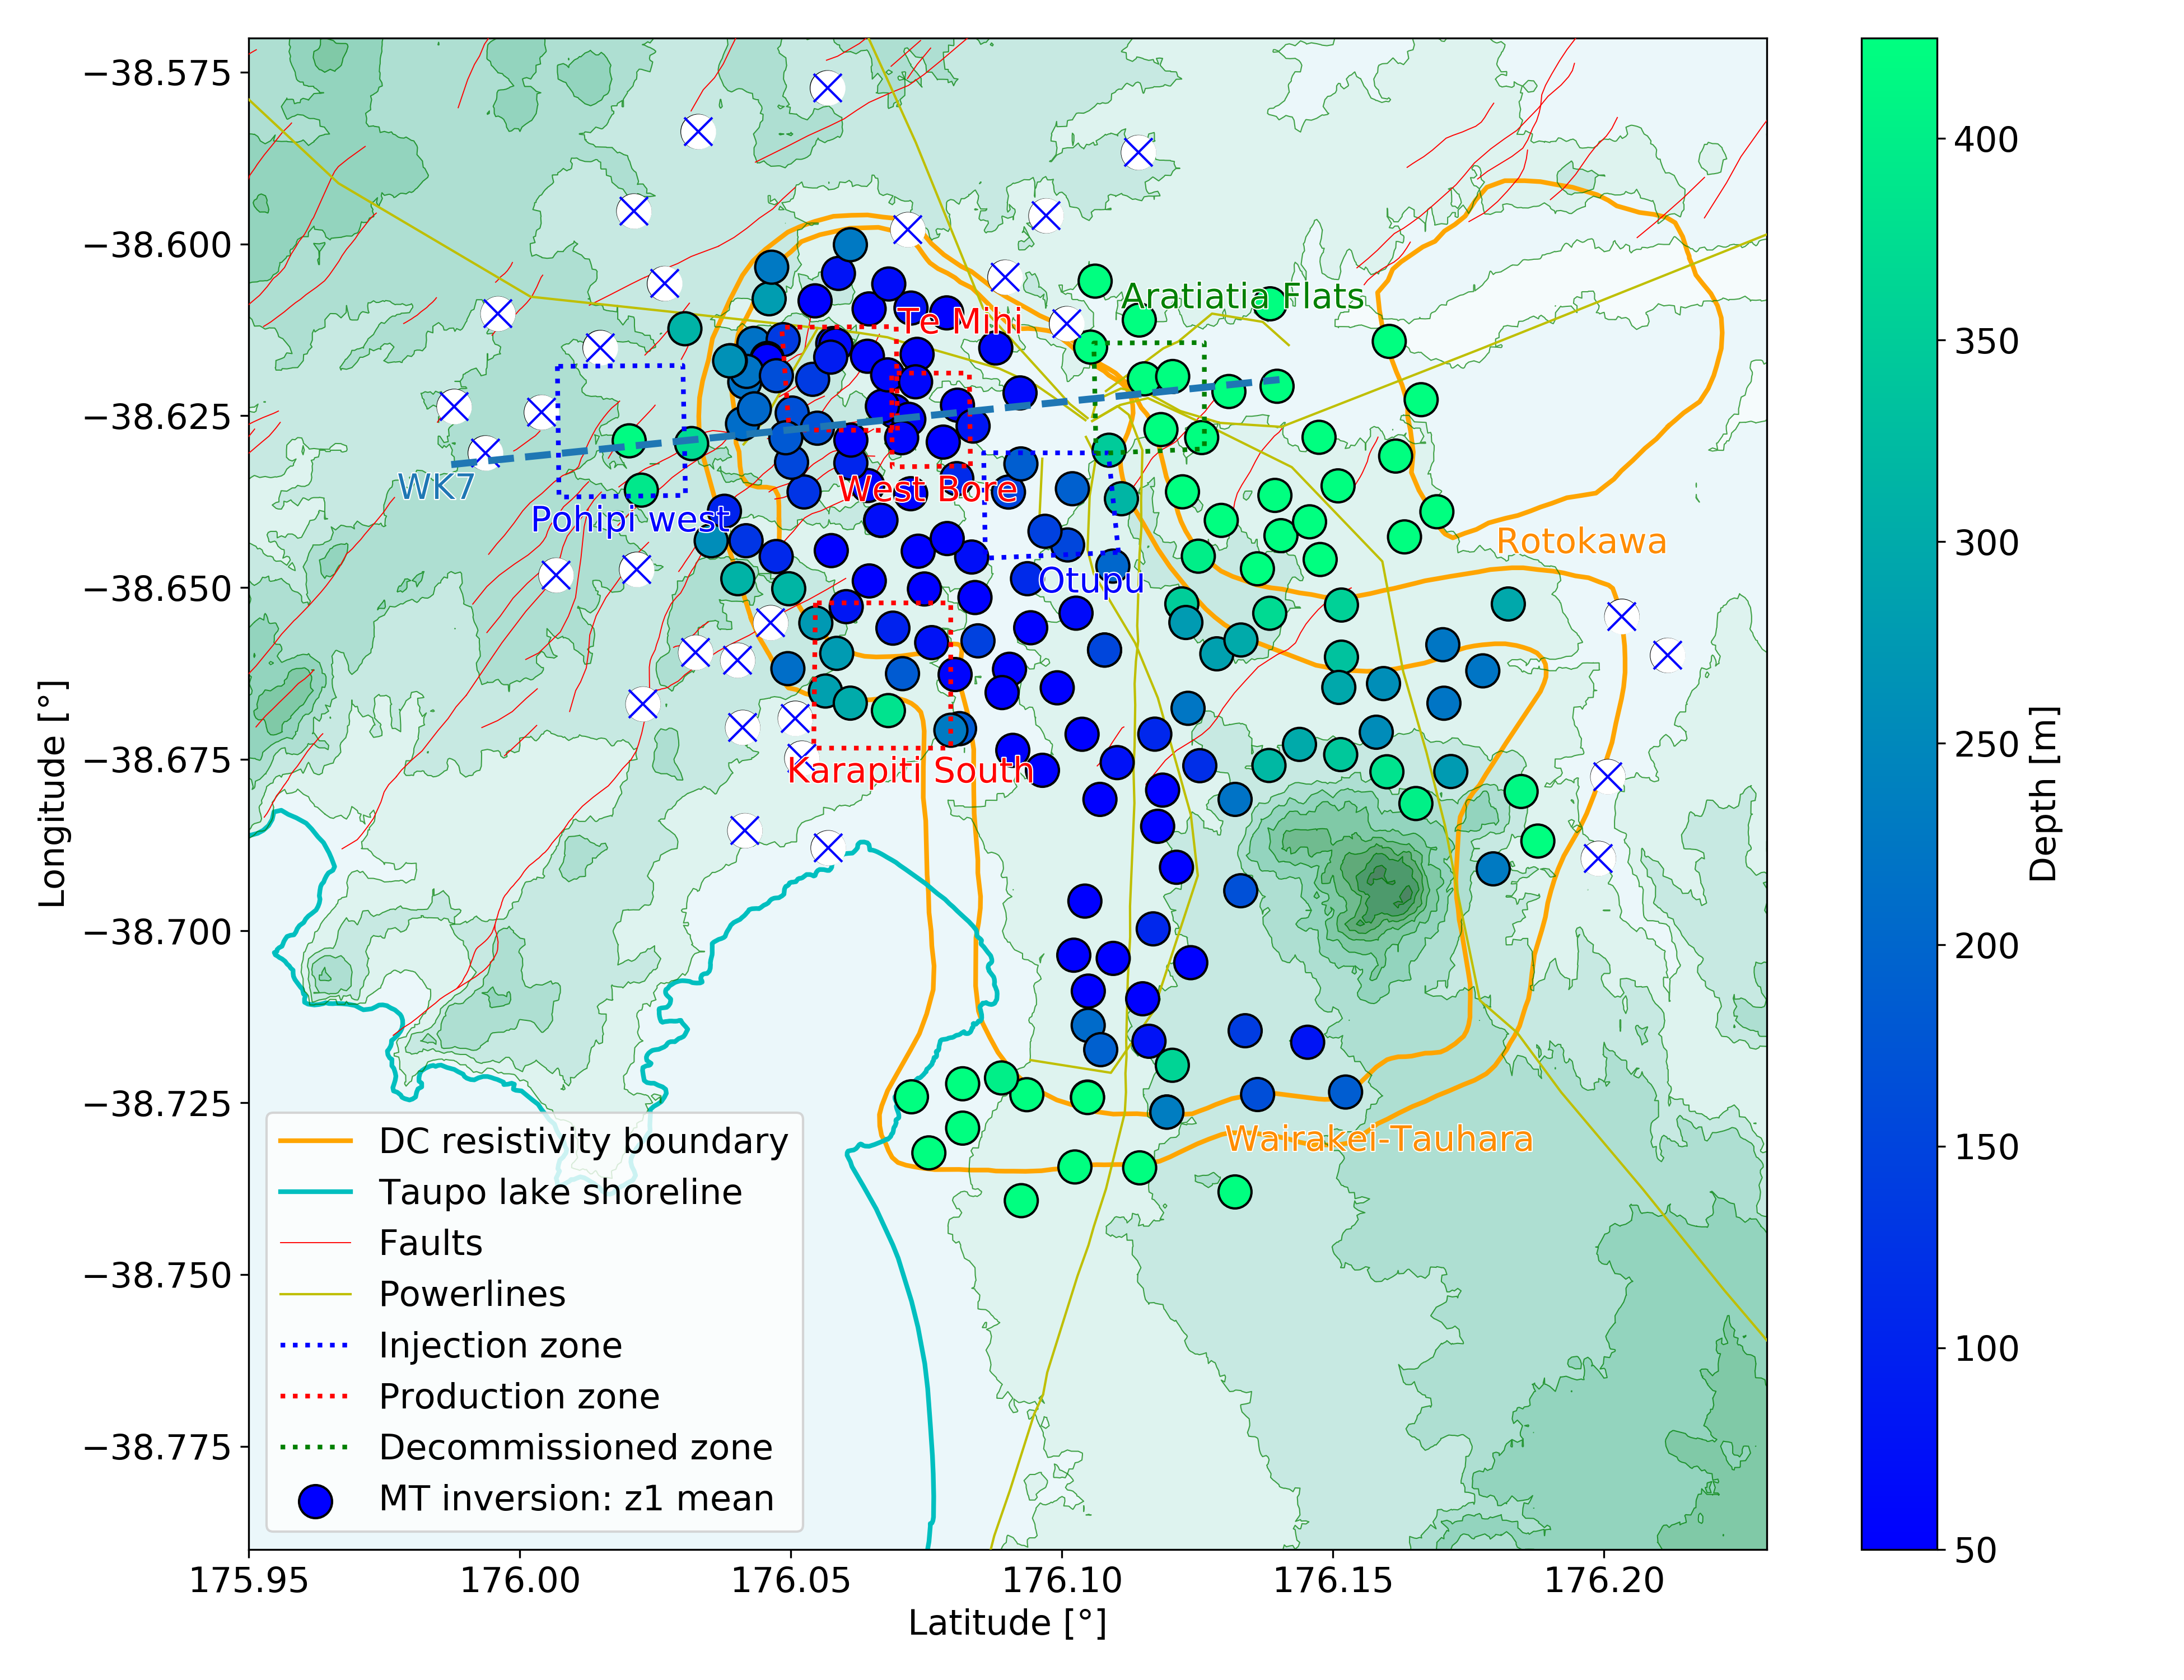 −38.575
−38.600
−38.625
−38.650
−38.675
−38.700
−38.725
−38.750
−38.775
Longitude [°]
175.95
176.00
176.05
176.10
176.15
176.20
Latitude [°]
Aratiatia Flats
Te Mihi
WK7
West Bore
Pohipi west
Otupu
Rotokawa
Karapiti South
Wairakei-Tauhara
DC resistivity boundary
Taupo lake shoreline
Faults
Powerlines
Injection zone
Production zone
Decommissioned zone
MT inversion: z1 mean
400
350
300
250
200
150
100
50
Depth [m]